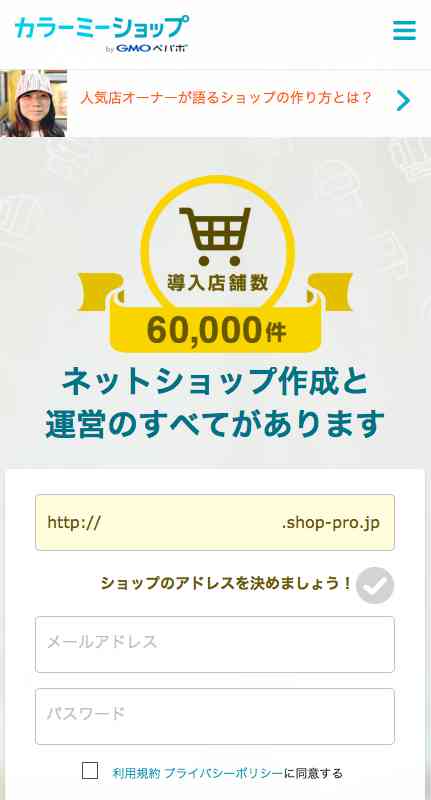 カラーミーショップ
by GMOペパボ
人気店オーナーが語るショップの作り方とは？
導入店舗数
60,000件
ネットショップ作成と
運営のすべてがあります
http:// .shop-pro.jp
ショップのアドレスを決めましょう！
メールアドレス
パスワード
利用規約 プライバシーポリシーに同意する